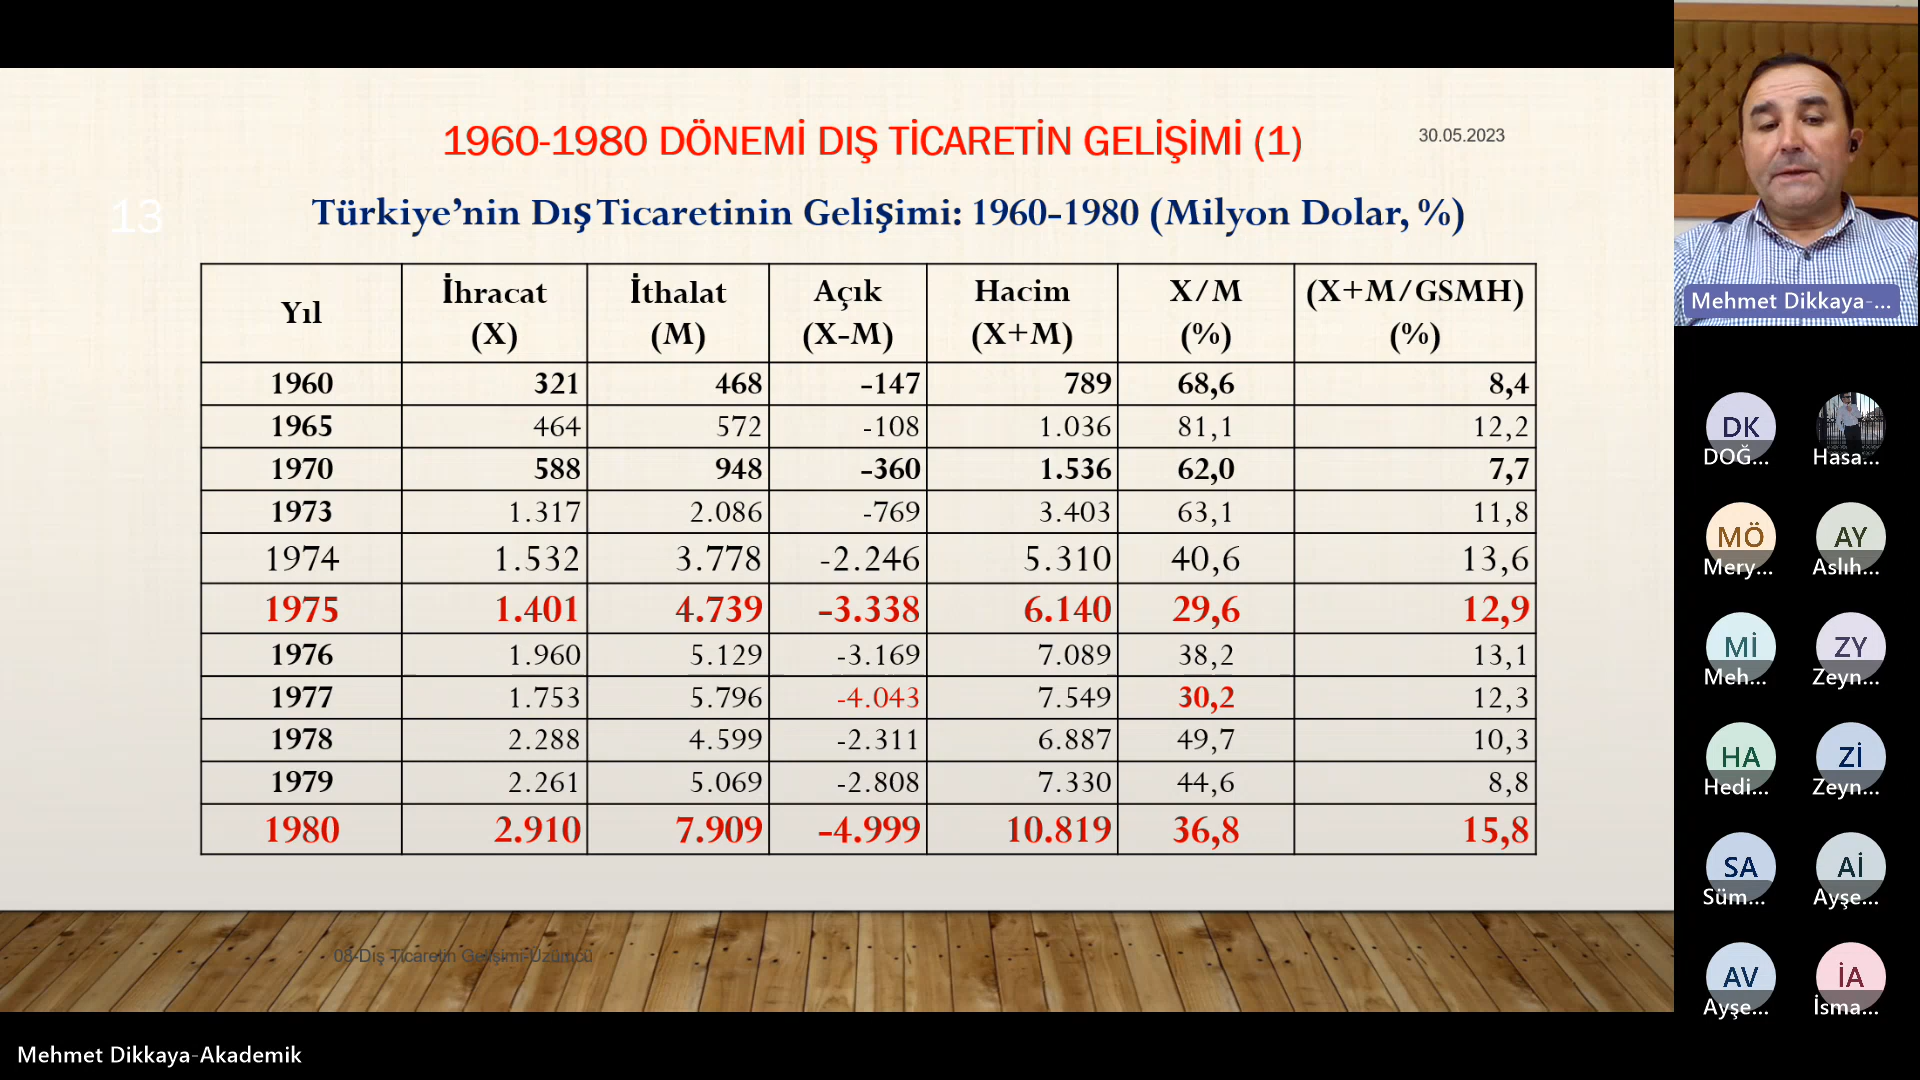 1960-1980 DÖNEMİ DIŞ TİCARETİN GELİŞİMİ (1)
30.05.2023
13
Türkiye’nin Dış Ticaretinin Gelişimi: 1960-1980 (Milyon Dolar, %)
Yıl İhracat (X) İthalat (M) Açık (X-M) Hacim (X+M) X/M (%) (X+M/GSMH) (%)
1960 321 468 -147 789 68,6 8,4
1965 464 572 -108 1.036 81,1 12,2
1970 588 948 -360 1.536 62,0 7,7
1973 1.317 2.086 -769 3.403 63,1 11,8
1974 1.532 3.778 -2.246 5.310 40,6 13,6
1975 1.401 4.739 -3.338 6.140 29,6 12,9
1976 1.960 5.129 -3.169 7.089 38,2 13,1
1977 1.753 5.796 -4.043 7.549 30,2 12,3
1978 2.288 4.599 -2.311 6.887 49,7 10,3
1979 2.261 5.069 -2.808 7.330 44,6 8,8
1980 2.910 7.909 -4.999 10.819 36,8 15,8
08-Dış Ticaretin Gelişimi-Üzümcü
Mehmet Dikkaya-Akademik
Mehmet Dikkaya-...
DK
DOĞ...
Hasa...
MÖ
Mery...
AY
Aslıh...
Mİ
Meh...
ZY
Zeyn...
HA
Hedi...
Zİ
Zeyn...
SA
Süm...
Aİ
Ayşe...
AV
Ayşe...
İA
İsma...